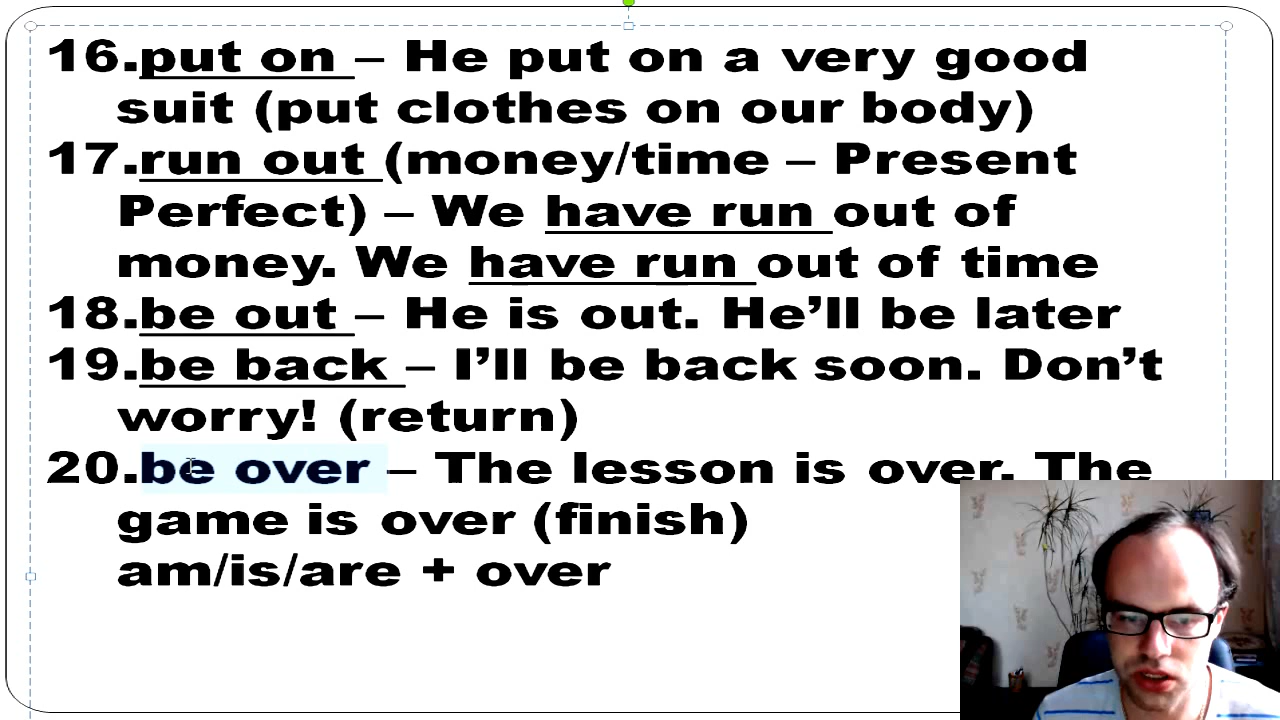 16.put on – He put on a very good
suit (put clothes on our body)
17.run out (money/time – Present
Perfect) – We have run out of
money. We have run out of time
18.be out – He is out. He’ll be later
19.be back – I’ll be back soon. Don’t
worry! (return)
20.be over – The lesson is over. The
game is over (finish)
am/is/are + over